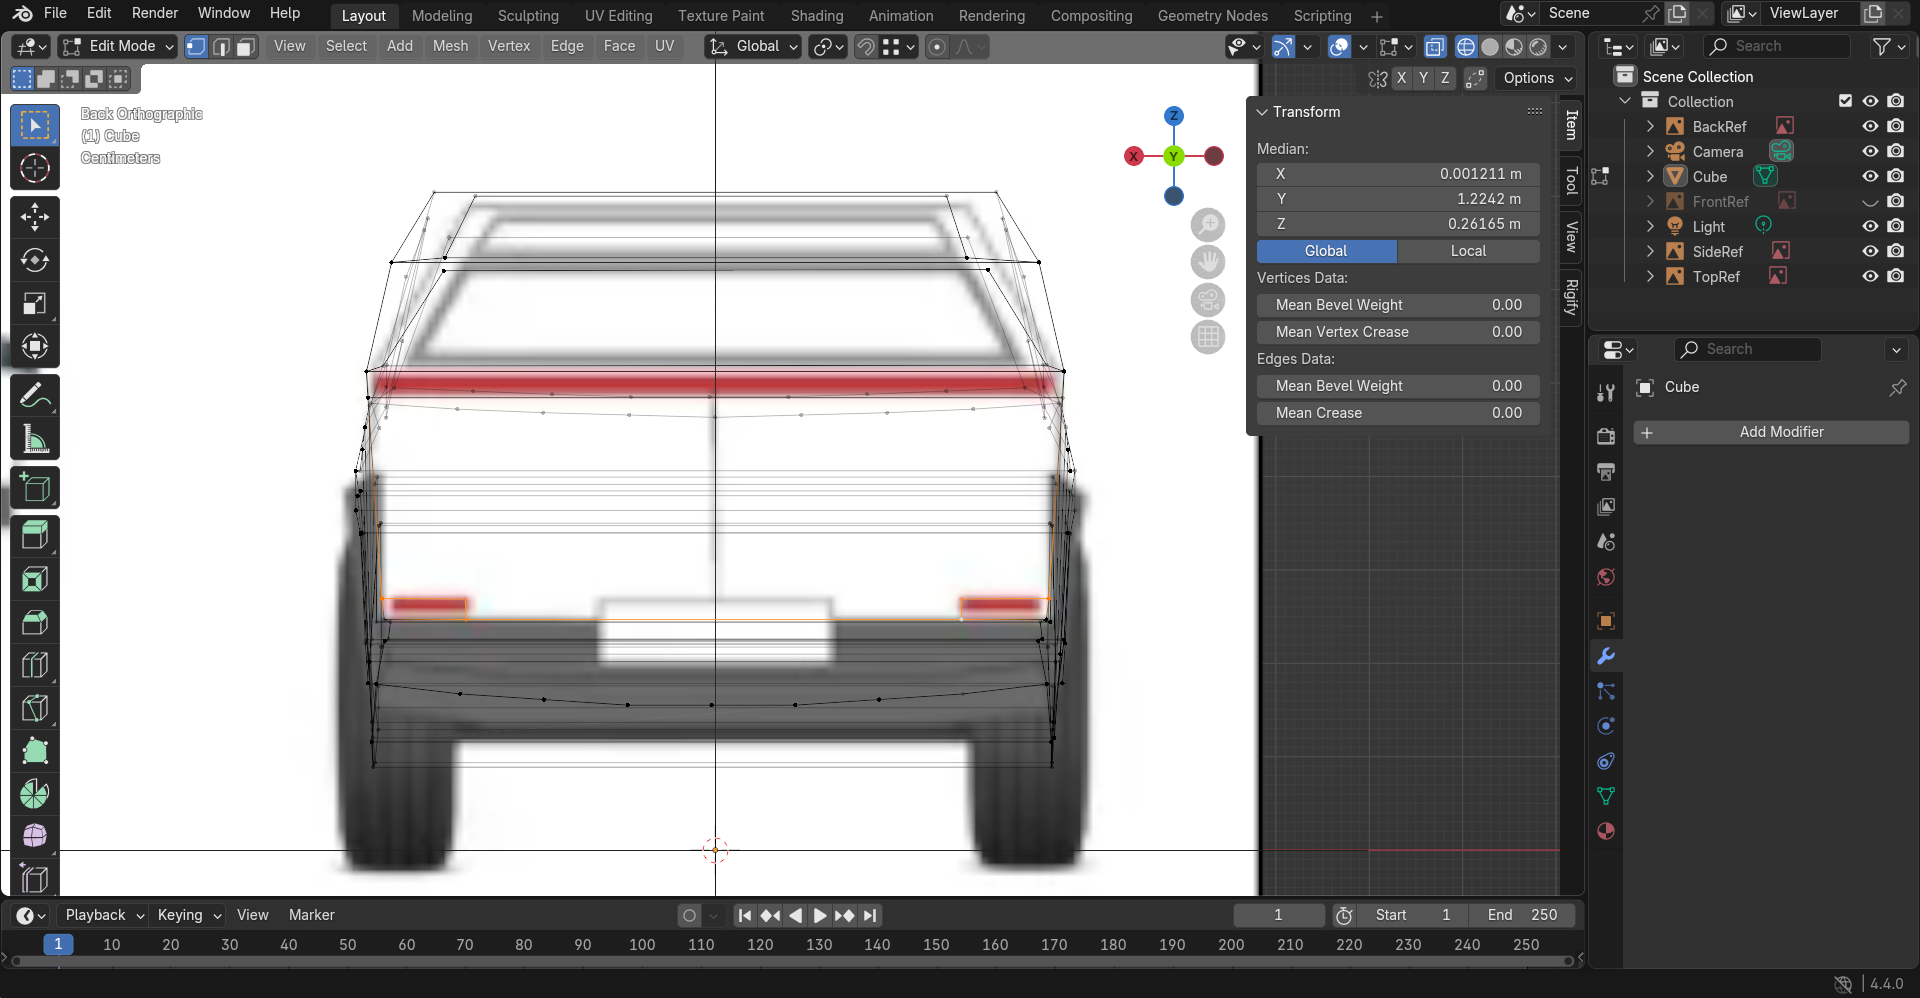 File Edit Render Window Help Layout Modeling Sculpting UV Editing Texture Paint Shading Animation Rendering Compositing Geometry Nodes Scripting + Scene ViewLayer
Edit Mode View Select Add Mesh Vertex Edge Face UV Global Search
X Y Z Options
Scene Collection
Collection
BackRef
Camera
Cube
FrontRef
Light
SideRef
TopRef
Back Orthographic
(1) Cube
Centimeters
Z
X
Y
Transform
Median:
X 0.001211 m
Y 1.2242 m
Z 0.26165 m
Global Local
Vertices Data:
Mean Bevel Weight 0.00
Mean Vertex Crease 0.00
Edges Data:
Mean Bevel Weight 0.00
Mean Crease 0.00
Item
Tool
View
Rigify
Search
Cube
+ Add Modifier
Playback Keying View Marker 1 Start 1 End 250
1 10 20 30 40 50 60 70 80 90 100 110 120 130 140 150 160 170 180 190 200 210 220 230 240 250
4.4.0